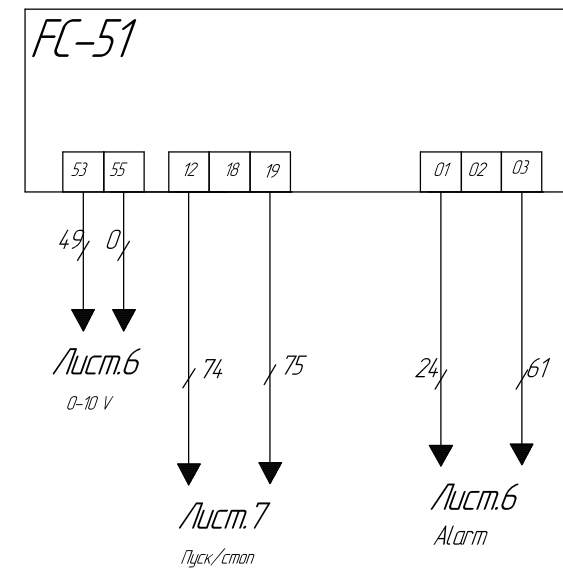 FC-51
53 55 12 18 19 01 02 03
49 0
74 75 24 61
Лист.6
0-10 V
Лист.7
Пуск/стоп
Лист.6
Alarm